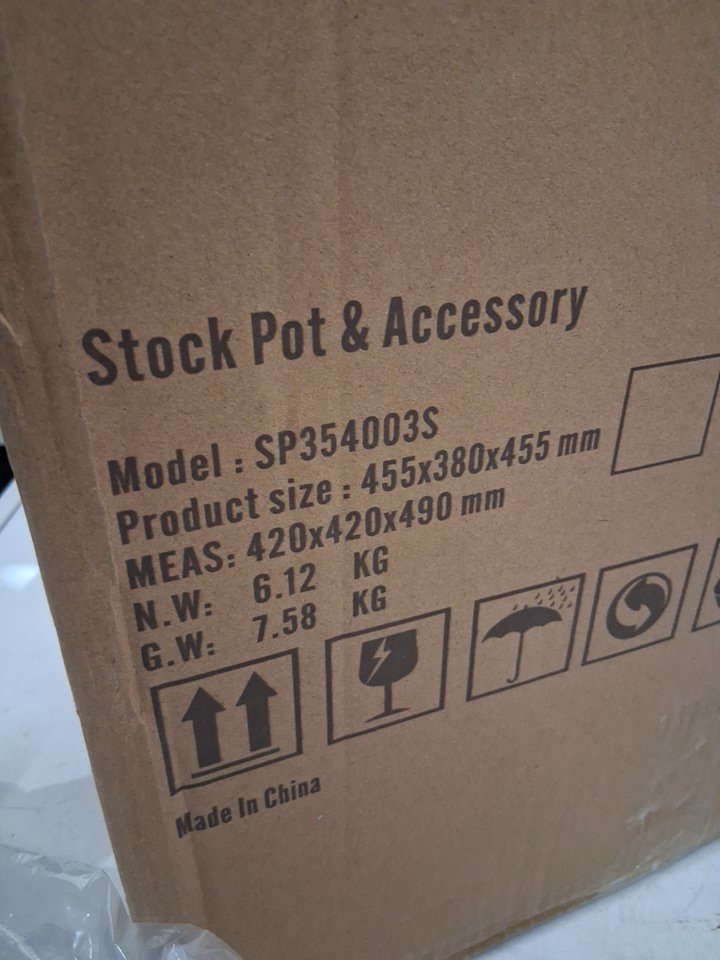 Stock Pot & Accessory
Model : SP354003S
Product size : 455x380x455 mm
MEAS: 420x420x490 mm
N.W: 6.12 KG
G.W: 7.58 KG
Made In China